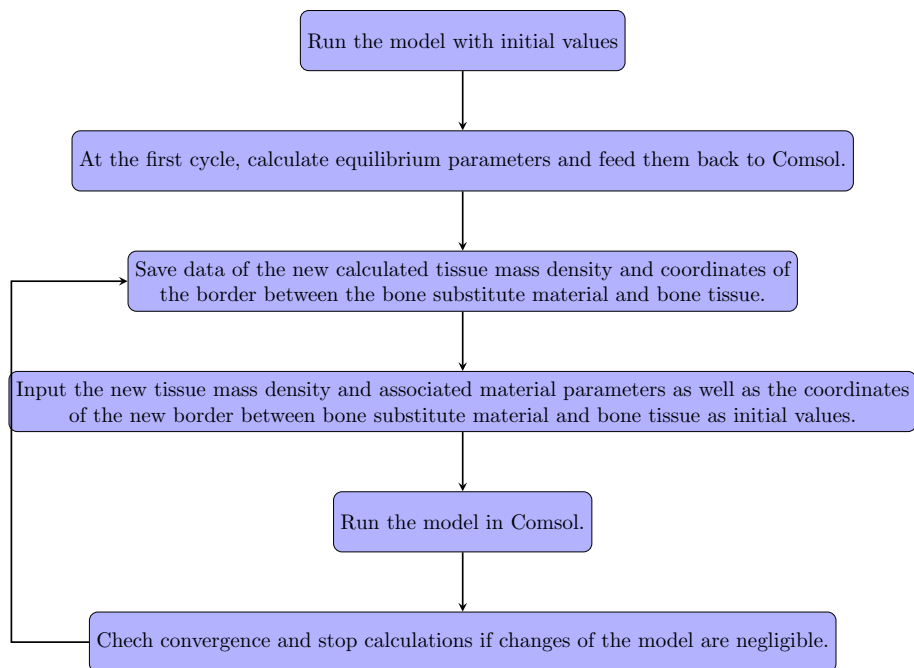 Run the model with initial values
At the first cycle, calculate equilibrium parameters and feed them back to Comsol.
Save data of the new calculated tissue mass density and coordinates of
the border between the bone substitute material and bone tissue.
Input the new tissue mass density and associated material parameters as well as the coordinates
of the new border between bone substitute material and bone tissue as initial values.
Run the model in Comsol.
Chech convergence and stop calculations if changes of the model are negligible.